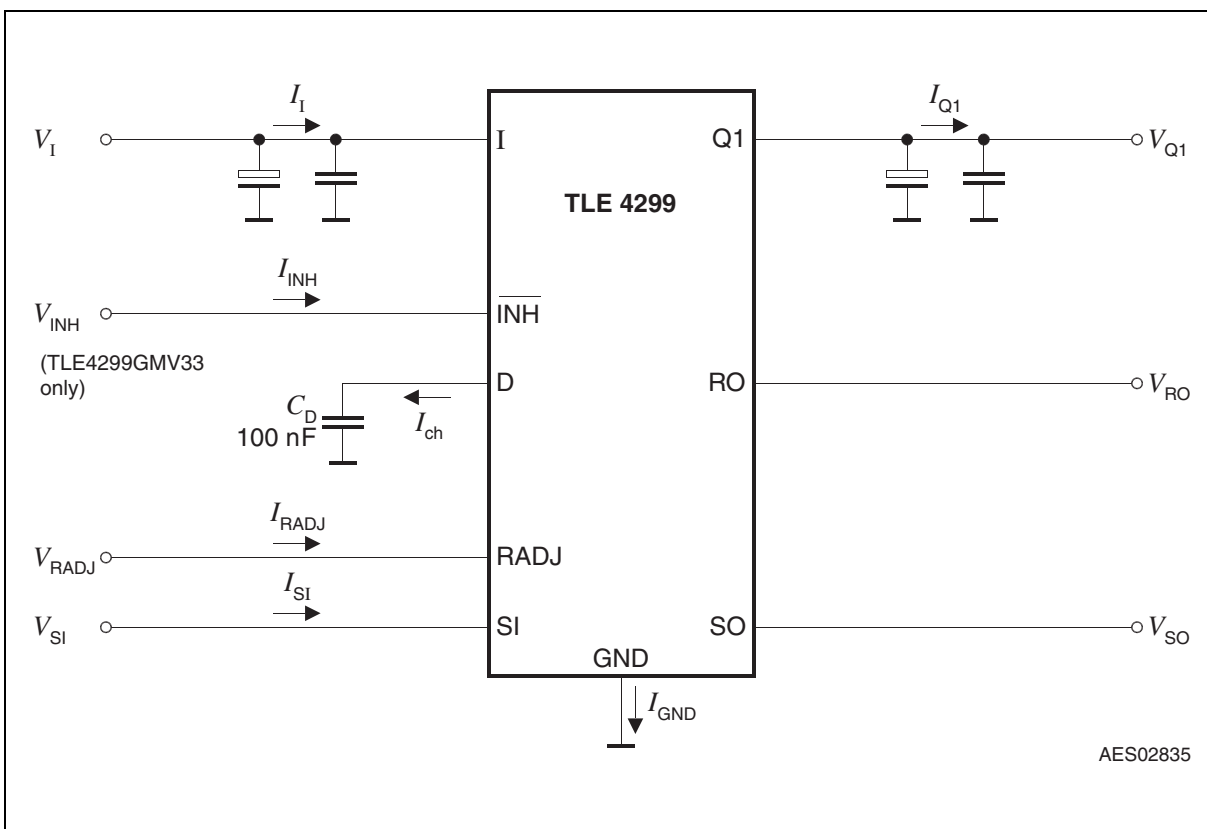 I_I
I_Q1
V_I
I
Q1
V_Q1
TLE 4299
I_INH
V_INH
INH
(TLE4299GMV33
only)
D
RO
V_RO
C_D
100 nF
I_ch
I_RADJ
V_RADJ
RADJ
I_SI
V_SI
SI
SO
V_SO
GND
I_GND
AES02835